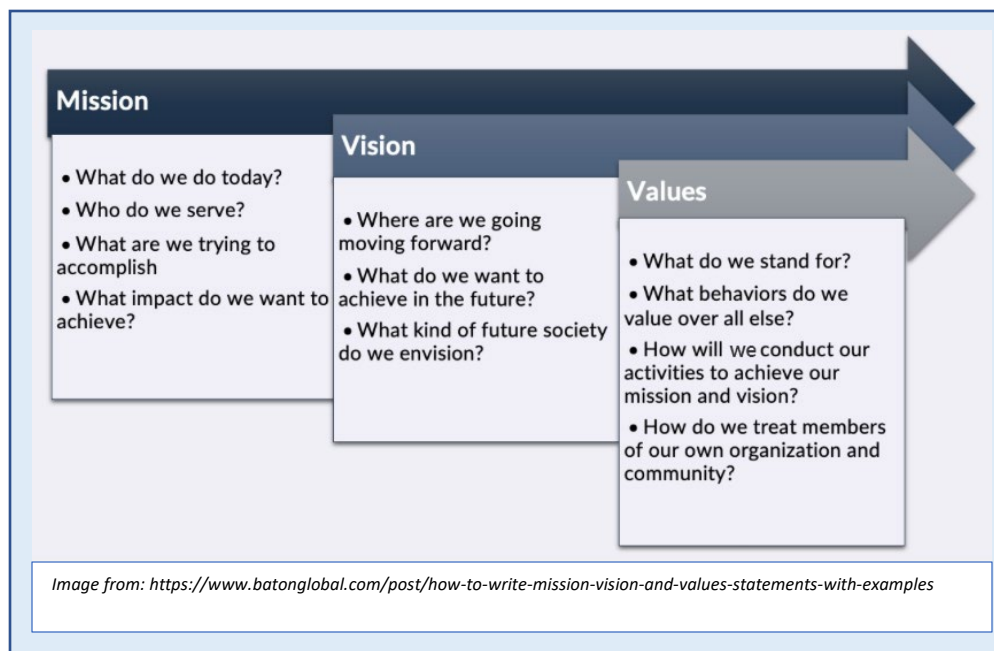 Mission
• What do we do today?
• Who do we serve?
• What are we trying to
accomplish
• What impact do we want to
achieve?
Vision
• Where are we going
moving forward?
• What do we want to
achieve in the future?
• What kind of future society
do we envision?
Values
• What do we stand for?
• What behaviors do we
value over all else?
• How will we conduct our
activities to achieve our
mission and vision?
• How do we treat members
of our own organization and
community?
Image from: https://www.batonglobal.com/post/how-to-write-mission-vision-and-values-statements-with-examples